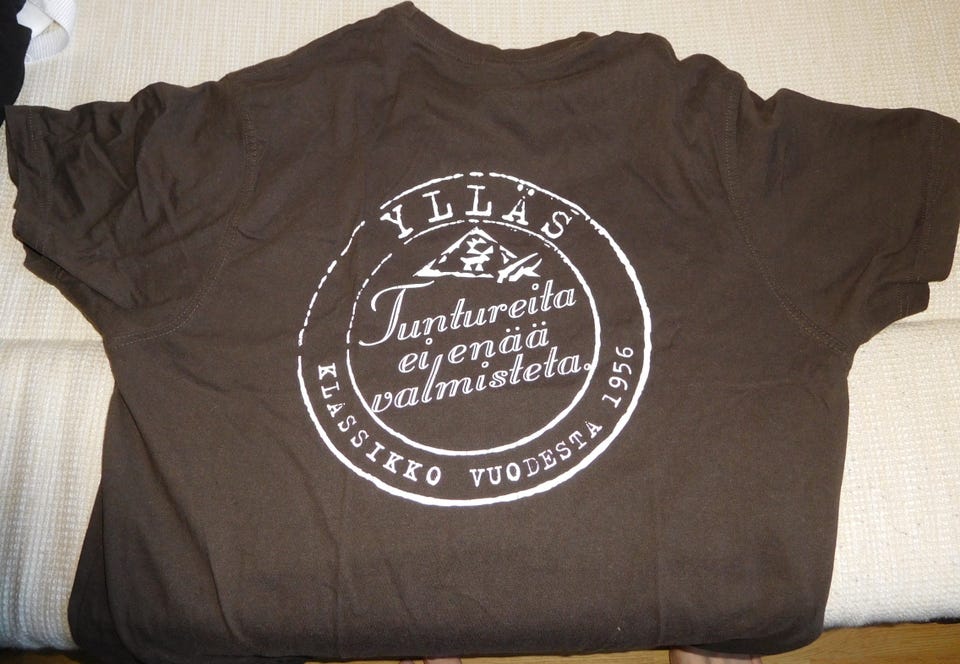 YLLÄS
Tuntureita
ei enää
valmisteta.
KLASSIKKO VUODESTA 1956